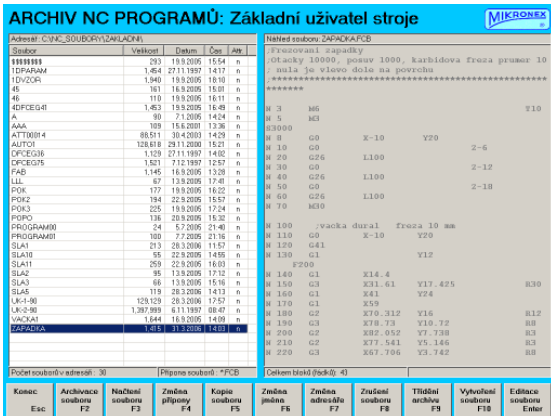 ARCHIV NC PROGRAMŮ: Základní uživatel stroje
MIKRONEX
Adresář: C:\NC_SOUBORY\ZAKLADNI\
Soubor Velikost Datum Čas Attr
$$$$$$$$ 293 19.9.2005 15:54 n
1DPARAM 1,454 27.11.1997 14:17 n
1DVZOR 1,940 19.9.2005 18:10 n
45 161 16.9.2005 15:01 n
46 110 19.9.2005 16:11 n
4DFCEG41 1,453 19.9.2005 16:49 n
A 90 7.1.2005 14:24 n
AAA 109 15.6.2001 13:36 n
ATT00014 88,511 30.4.2003 14:29 n
AUTO1 128,618 29.11.2000 15:21 n
DFCEG36 1,129 27.11.1997 14:02 n
DFCEG75 1,521 7.12.1997 12:57 n
FAB 1,145 16.9.2005 13:28 n
LLL 67 13.9.2005 17:41 n
POK 177 19.9.2005 16:22 n
POK2 194 22.9.2005 15:57 n
POK3 225 19.9.2005 17:24 n
POPO 136 20.9.2005 15:32 n
PROGRAM00 24 5.7.2005 21:40 n
PROGRAM01 100 7.7.2005 21:16 n
SLA1 213 28.3.2006 11:57 n
SLA10 55 22.9.2005 14:55 n
SLA11 259 22.9.2005 16:03 n
SLA2 95 13.9.2005 17:12 n
SLA3 66 13.9.2005 15:16 n
SLA5 119 28.3.2006 14:13 n
UK-1-90 129,129 28.3.2006 17:57 n
UK-2-90 1,397,999 6.11.1997 08:47 n
VACKA1 1,644 16.9.2005 14:09 n
ZAPADKA 1,415 31.3.2006 14:03 n
Počet souborů v adresáři : 30 Přípona souborů : *.FCB
Náhled souboru: ZAPADKA.FCB
;Frezovani zapadky
;Otacky 10000, posuv 1000, karbidova freza prumer 10
; nula je vlevo dole na povrchu
N 3 M6 T10
N 5 M3
S3000
N 8 G0 X-10 Y20
N 10 G0 Z-6
N 20 G26 L100
N 30 G0 Z-12
N 40 G26 L100
N 50 G0 Z-18
N 60 G26 L100
N 70 M30
N 100 ;vacka dural freza 10 mm
N 110 G0 X-10 Y20
N 120 G41
N 130 G1 Y12
F200
N 140 G1 X14.4
N 150 G3 X31.61 Y17.425 R30
N 160 G1 X41 Y24
N 170 G1 X59
N 180 G2 X70.312 Y16 R12
N 190 G3 X78.73 Y10.72 R8
N 200 G2 X82.052 Y7.738 R3
N 210 G2 X77.541 Y5.146 R3
N 220 G3 X67.706 Y3.742 R8
Celkem bloků (řádků): 43
Konec Esc
Archivace souboru F2
Načtení souboru F3
Změna přípony F4
Kopie souboru F5
Změna jména F6
Změna adresáře F7
Zrušení souboru F8
Třídění archivu F9
Vytvoření souboru F10
Editace souboru Enter